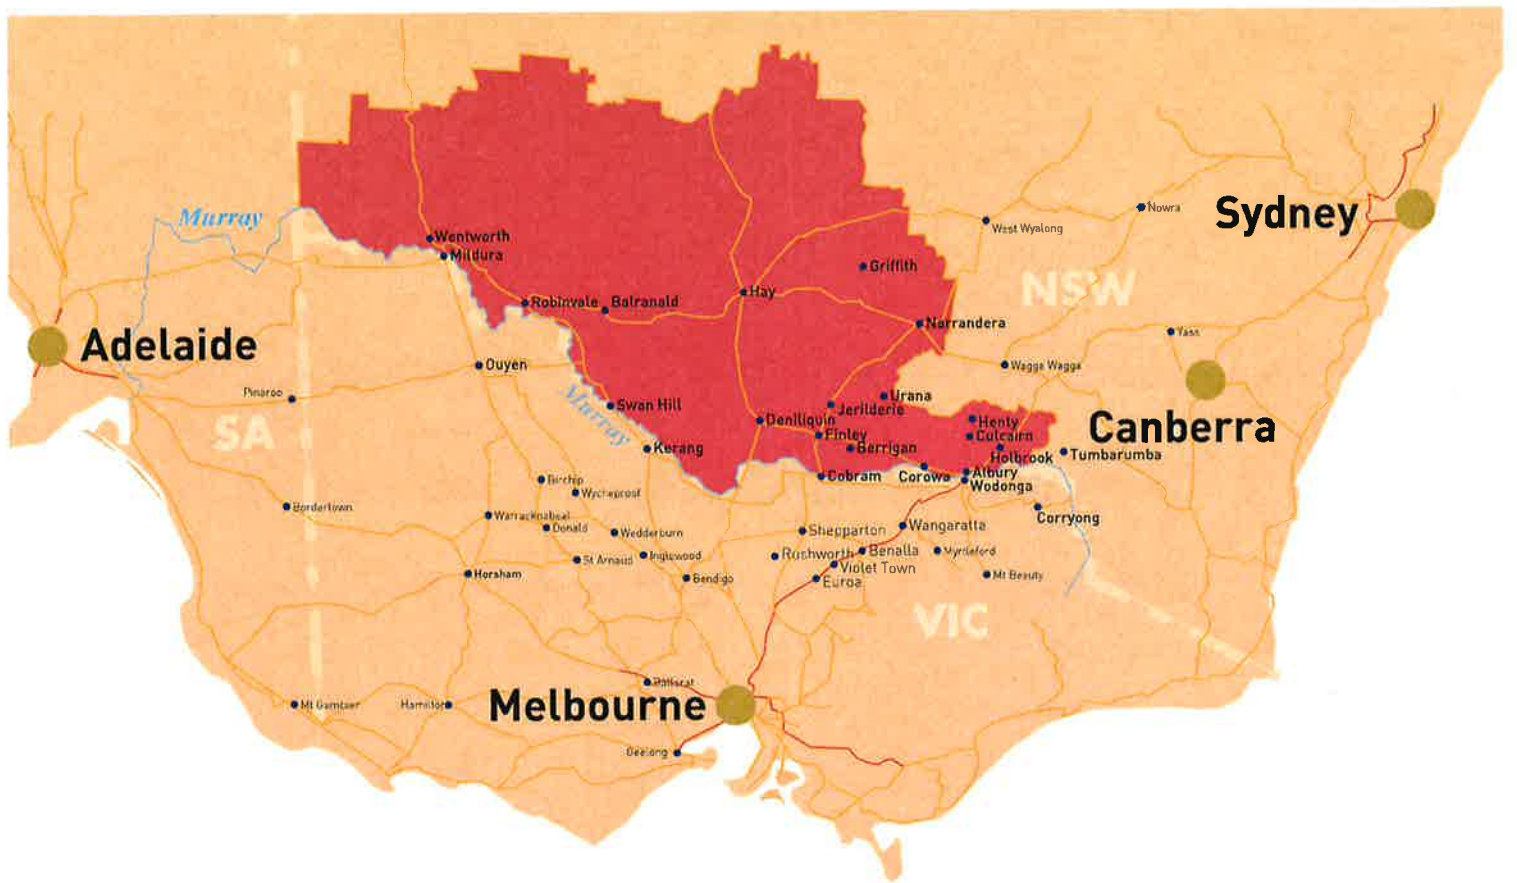 Murray
Nowra
Sydney
West Wyalong
Wentworth
Mildura
Griffith
NSW
Hay
Robinvale
Balranald
Narrandera
Yass
Adelaide
Ouyen
Wagga Wagga
Pinaroo
Murray
Urana
Swan Hill
Jerilderie
Deniliquin
Henty
Canberra
SA
Finley
Culcairn
Kerang
Berrigan
Holbrook
Tumbarumba
Cobram
Corowa
Albury
Wodonga
Birchip
Wycheproof
Bordertown
Warracknabeal
Corryong
Donald
Wedderburn
Shepparton
Wangaratta
St Arnaud
Inglewood
Rushworth
Benalla
Myrtleford
Violet Town
Horsham
Bendigo
Euroa
Mt Beauty
VIC
Ballarat
Mt Gambier
Hamilton
Melbourne
Geelong